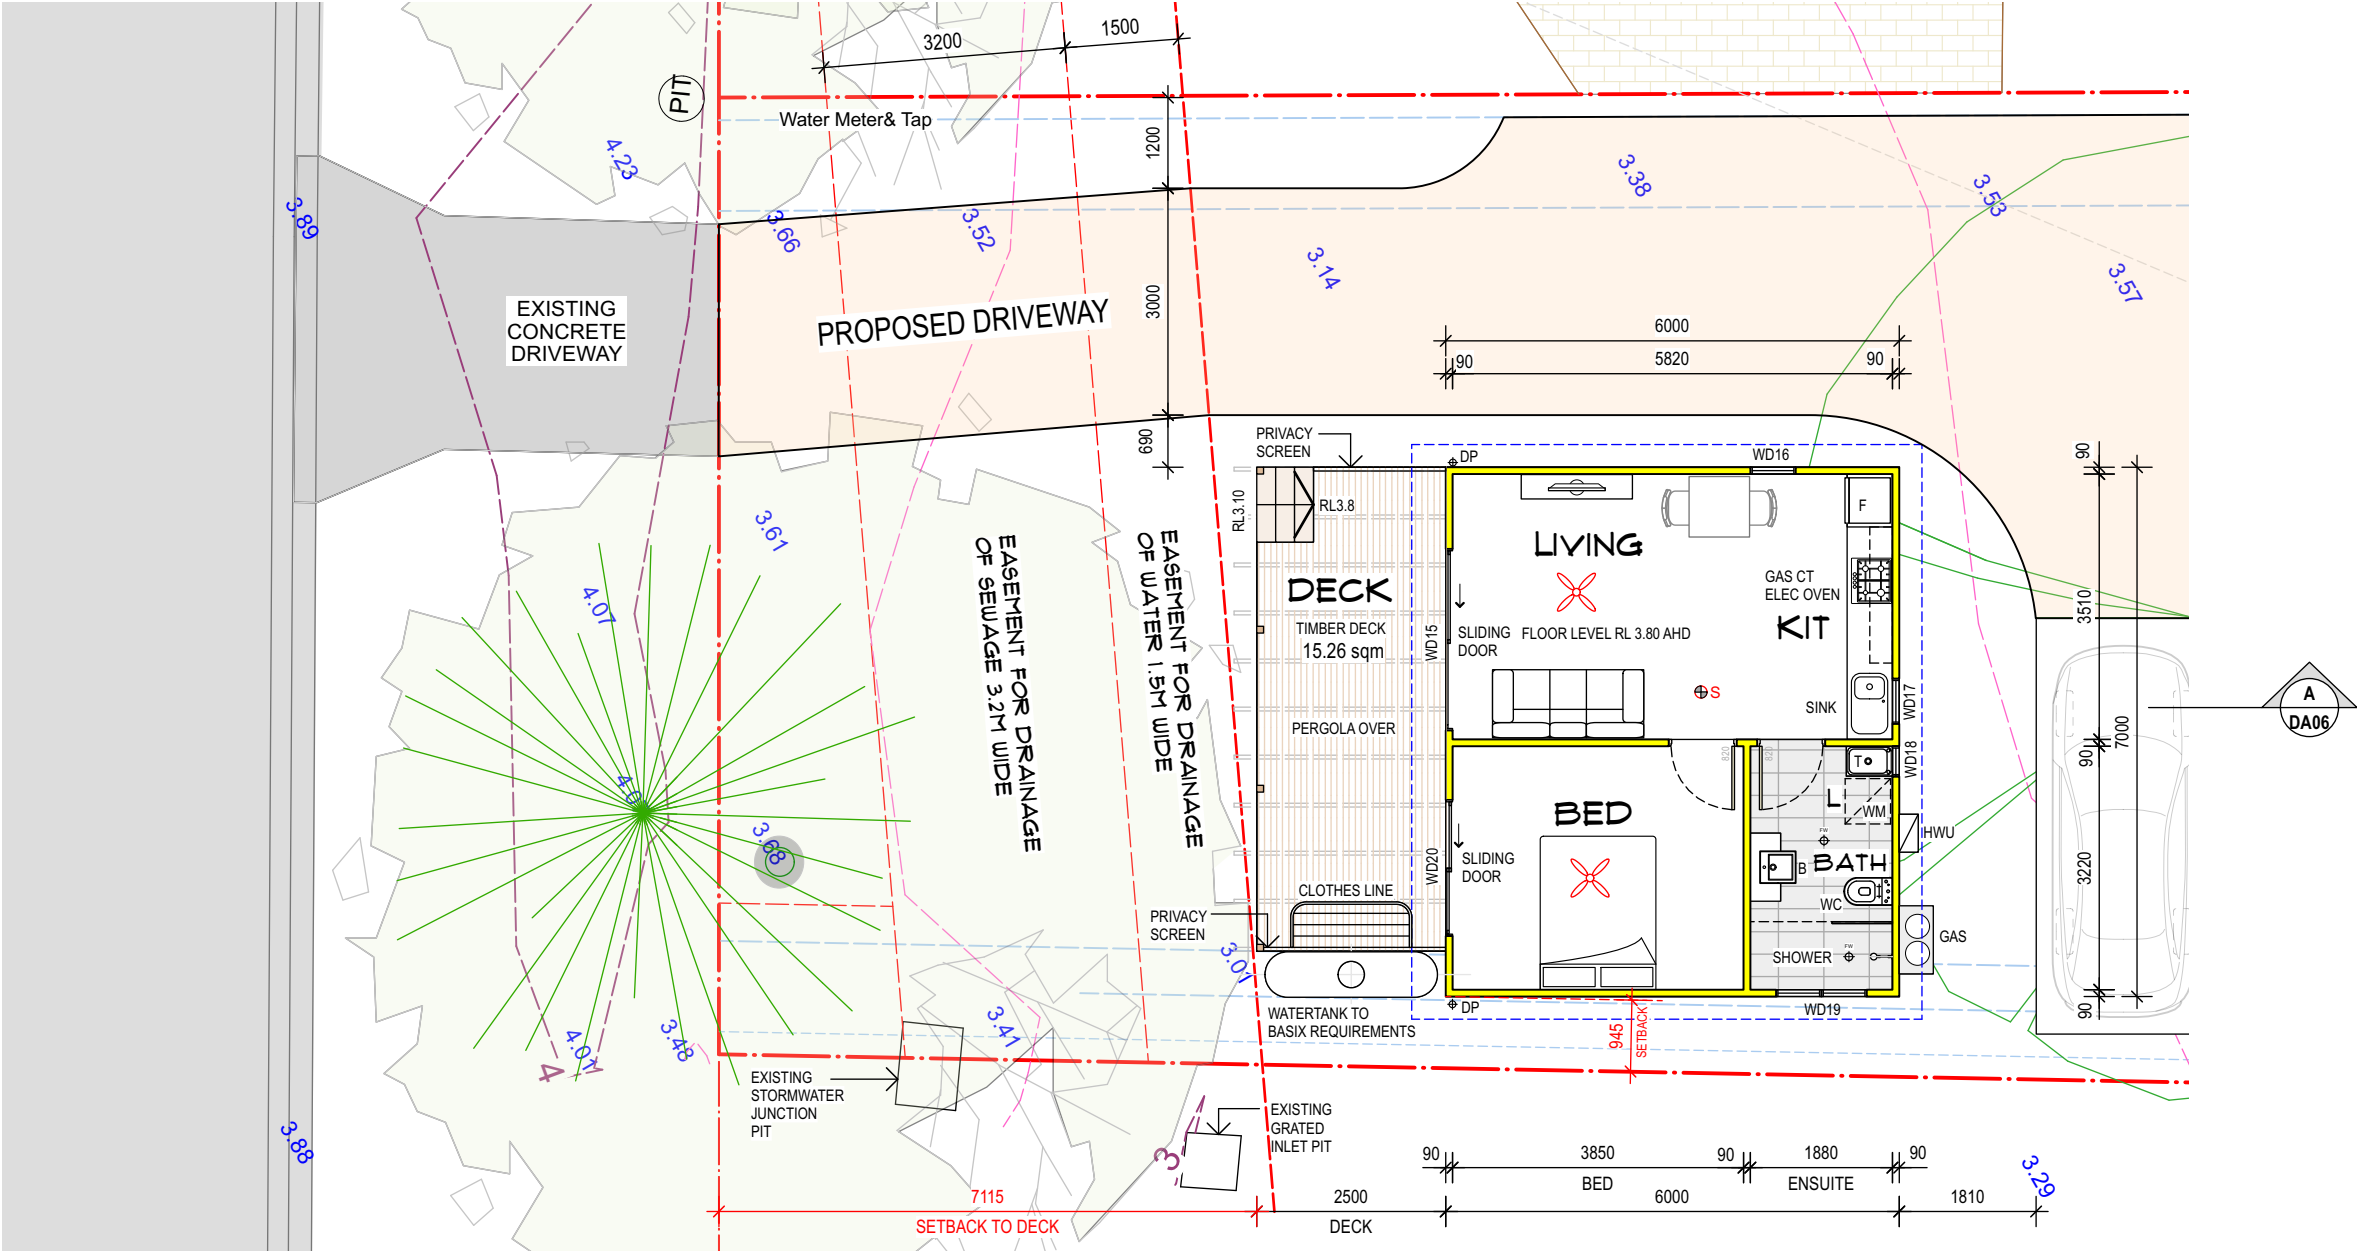 3200
1500
PIT
Water Meter& Tap
1200
4.23
3.89
3.66
3.52
3.38
3.53
3.14
3.57
EXISTING
CONCRETE
DRIVEWAY
PROPOSED DRIVEWAY
3000
6000
90
5820
90
690
PRIVACY
SCREEN
DP
WD16
90
RL3.10
RL3.8
F
3.61
LIVING
EASEMENT FOR DRAINAGE
OF SEWAGE 3.2M WIDE
EASEMENT FOR DRAINAGE
OF WATER 1.5M WIDE
DECK
GAS CT
ELEC OVEN
4.07
3510
TIMBER DECK
15.26 sqm
WD15
SLIDING
DOOR
FLOOR LEVEL RL 3.80 AHD
KIT
S
SINK
WD17
A
DA06
PERGOLA OVER
7000
820
820
90
T
WD18
4.0
BED
L
WM
3.68
HWU
WD20
SLIDING
DOOR
FW
B
BATH
3220
CLOTHES LINE
WC
PRIVACY
SCREEN
FW
GAS
SHOWER
3.01
WATERTANK TO
BASIX REQUIREMENTS
DP
WD19
90
945
SETBACK
3.41
3.48
4.01
4
EXISTING
STORMWATER
JUNCTION
PIT
EXISTING
GRATED
INLET PIT
3
3.88
90
3850
90
1880
90
BED
ENSUITE
3.29
7115
2500
6000
1810
SETBACK TO DECK
DECK